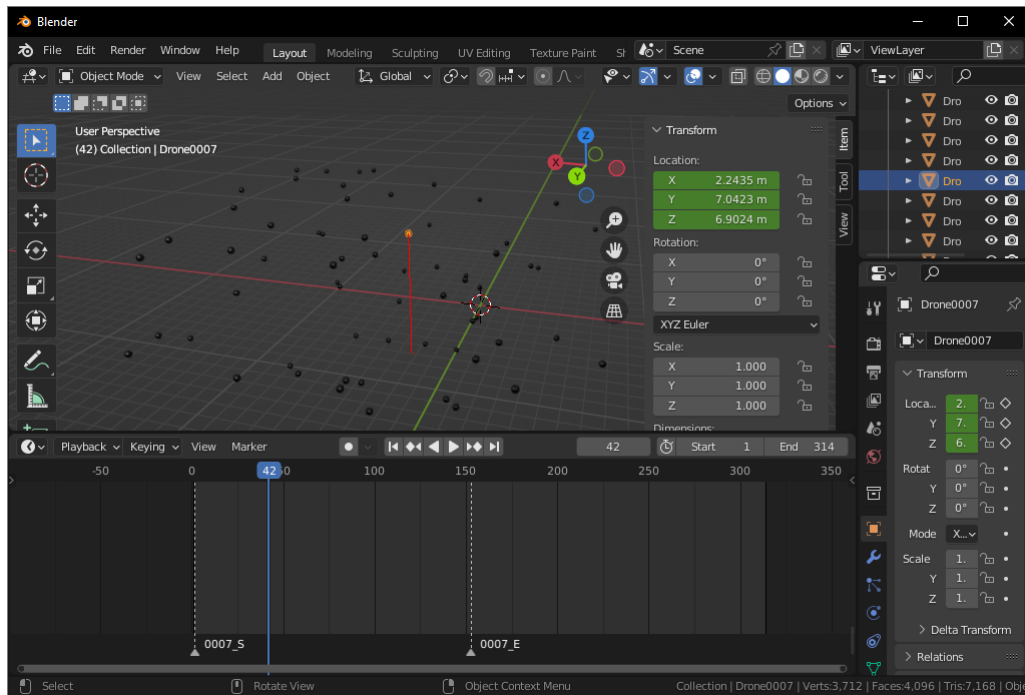 Blender
File Edit Render Window Help Layout Modeling Sculpting UV Editing Texture Paint Sh Scene ViewLayer
Object Mode View Select Add Object Global
Options
User Perspective
(42) Collection | Drone0007
Z
X
Y
Transform
Location:
X 2.2435 m
Y 7.0423 m
Z 6.9024 m
Rotation:
X 0°
Y 0°
Z 0°
XYZ Euler
Scale:
X 1.000
Y 1.000
Z 1.000
Dimensions:
Item
Tool
View
Dro
Dro
Dro
Dro
Dro
Dro
Dro
Dro
Drone0007
Drone0007
Transform
Loca... 2.
Y 7.
Z 6.
Rotat 0°
Y 0°
Z 0°
Mode X...
Scale 1.
Y 1.
Z 1.
Delta Transform
Relations
Playback Keying View Marker 42 Start 1 End 314
-50 0 42 50 100 150 200 250 300 350
0007_S 0007_E
Select Rotate View Object Context Menu Collection | Drone0007 | Verts:3,712 | Faces:4,096 | Tris:7,168 | Obj